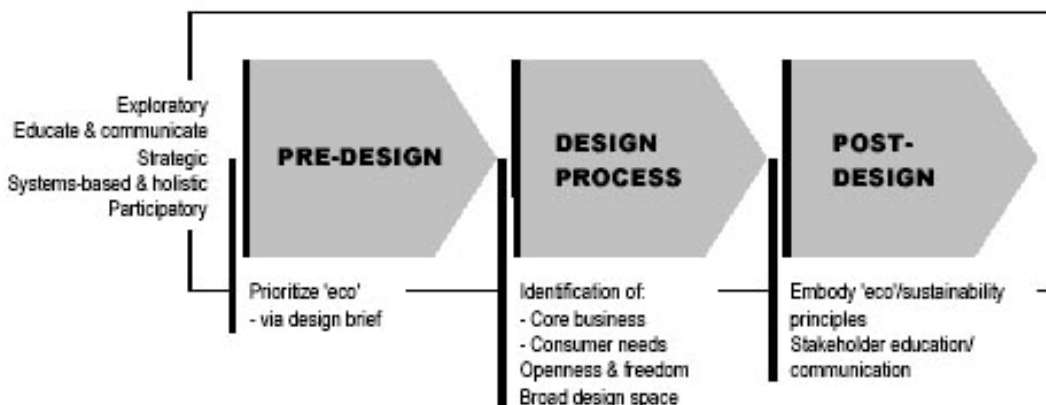 Exploratory
Educate & communicate
Strategic
Systems-based & holistic
Participatory
PRE-DESIGN
Prioritize 'eco'
- via design brief
DESIGN
PROCESS
Identification of:
- Core business
- Consumer needs
Openness & freedom
Broad design space
POST-
DESIGN
Embody 'eco'/sustainability
principles
Stakeholder education/
communication